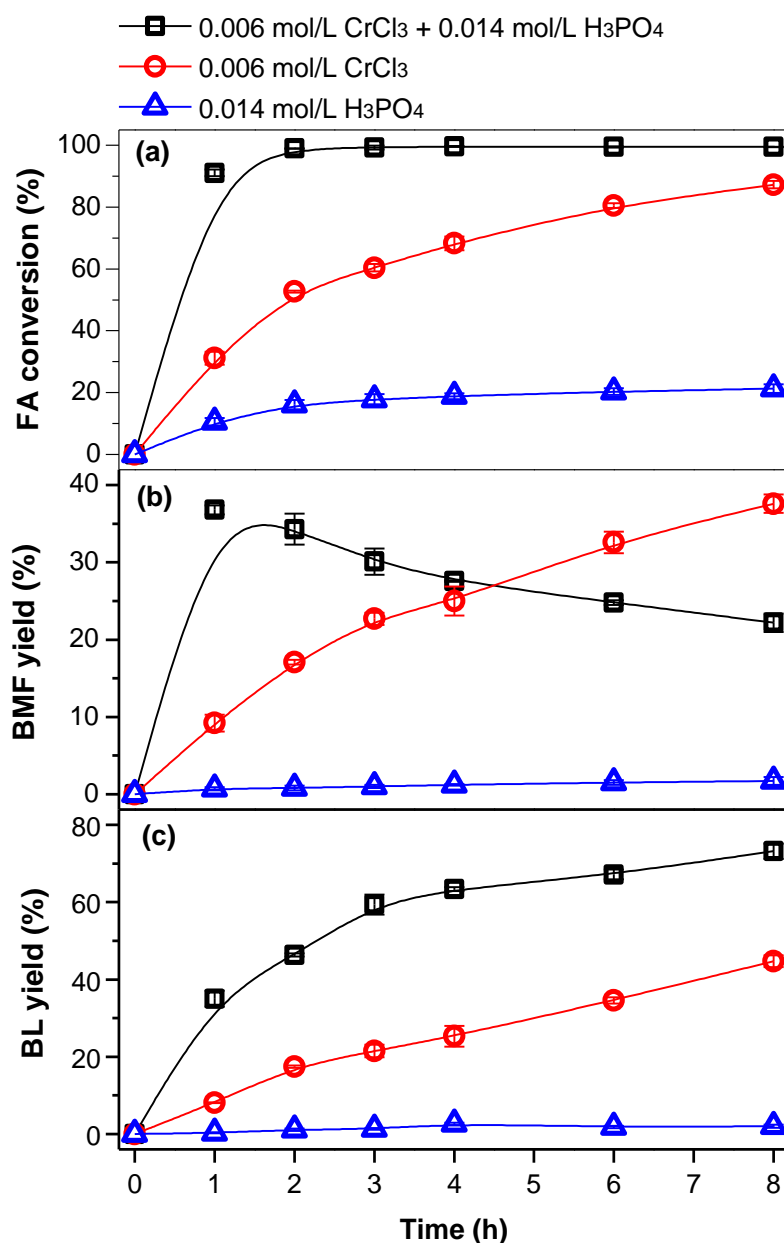 0.006 mol/L CrCl₃ + 0.014 mol/L H₃PO₄
0.006 mol/L CrCl₃
0.014 mol/L H₃PO₄
(a)
FA conversion (%)
100
80
60
40
20
0
(b)
BMF yield (%)
40
30
20
10
0
(c)
BL yield (%)
80
60
40
20
0
0 1 2 3 4 5 6 7 8
Time (h)